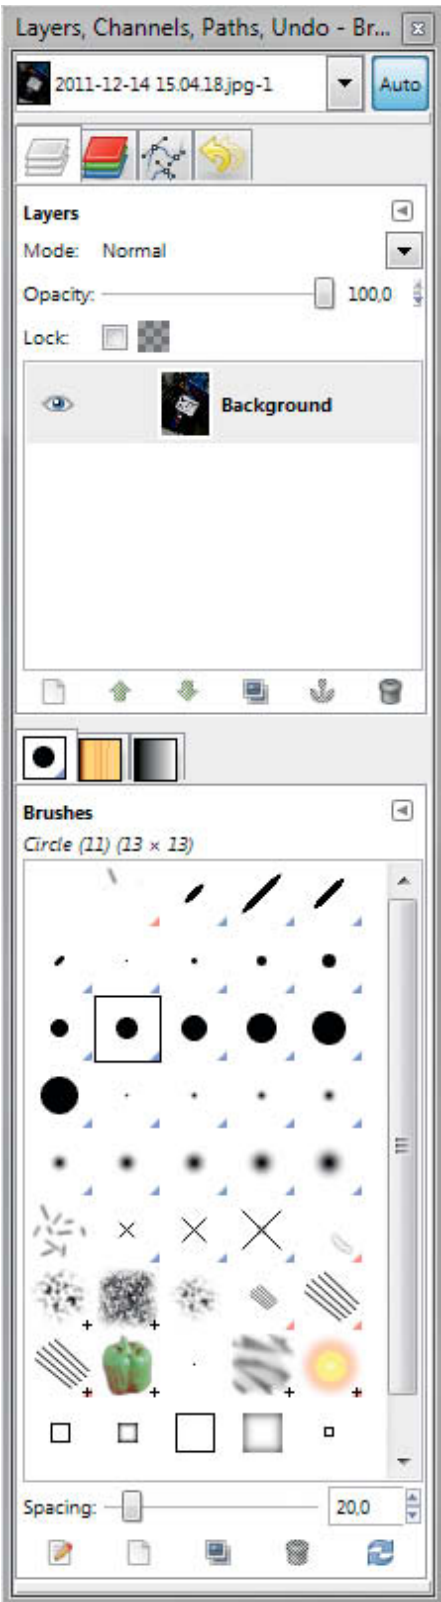 Layers, Channels, Paths, Undo - Br...
2011-12-14 15.04.18.jpg-1
Auto
Layers
Mode: Normal
Opacity: 100,0
Lock:
Background
Brushes
Circle (11) (13 × 13)
Spacing: 20,0